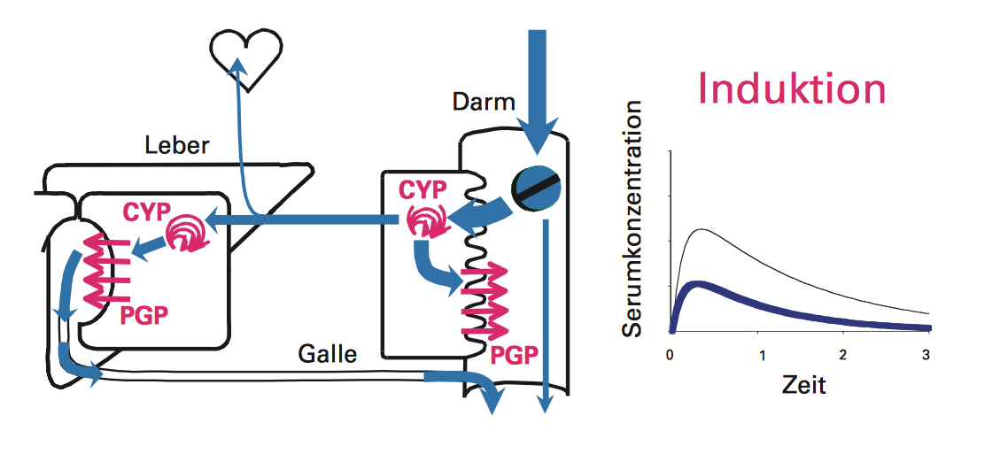 Darm
Leber
CYP
CYP
PGP
PGP
Galle
Induktion
Serumkonzentration
0 1 2 3
Zeit